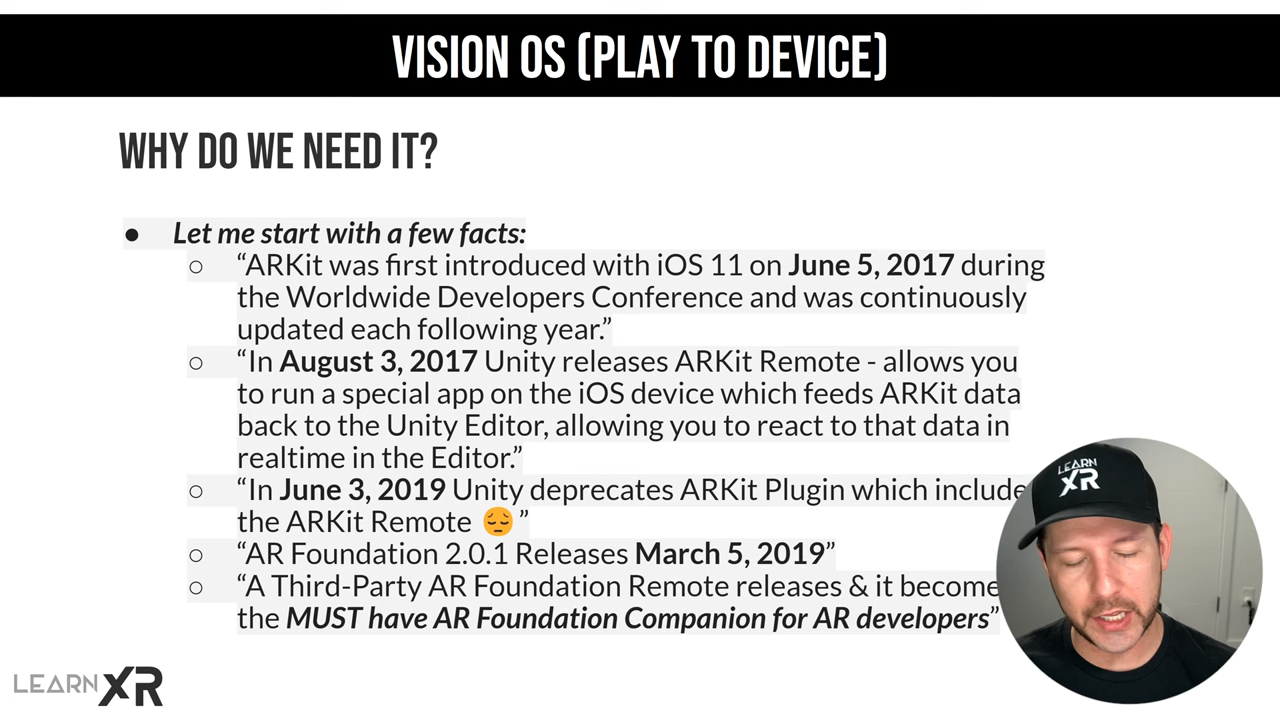 VISION OS (PLAY TO DEVICE)
WHY DO WE NEED IT?
● Let me start with a few facts:
○ “ARKit was first introduced with iOS 11 on June 5, 2017 during
the Worldwide Developers Conference and was continuously
updated each following year.”
○ “In August 3, 2017 Unity releases ARKit Remote - allows you
to run a special app on the iOS device which feeds ARKit data
back to the Unity Editor, allowing you to react to that data in
realtime in the Editor.”
○ “In June 3, 2019 Unity deprecates ARKit Plugin which include
the ARKit Remote 😔 ”
○ “AR Foundation 2.0.1 Releases March 5, 2019”
○ “A Third-Party AR Foundation Remote releases & it become
the MUST have AR Foundation Companion for AR developers”
LEARN XR
LEARN
XR